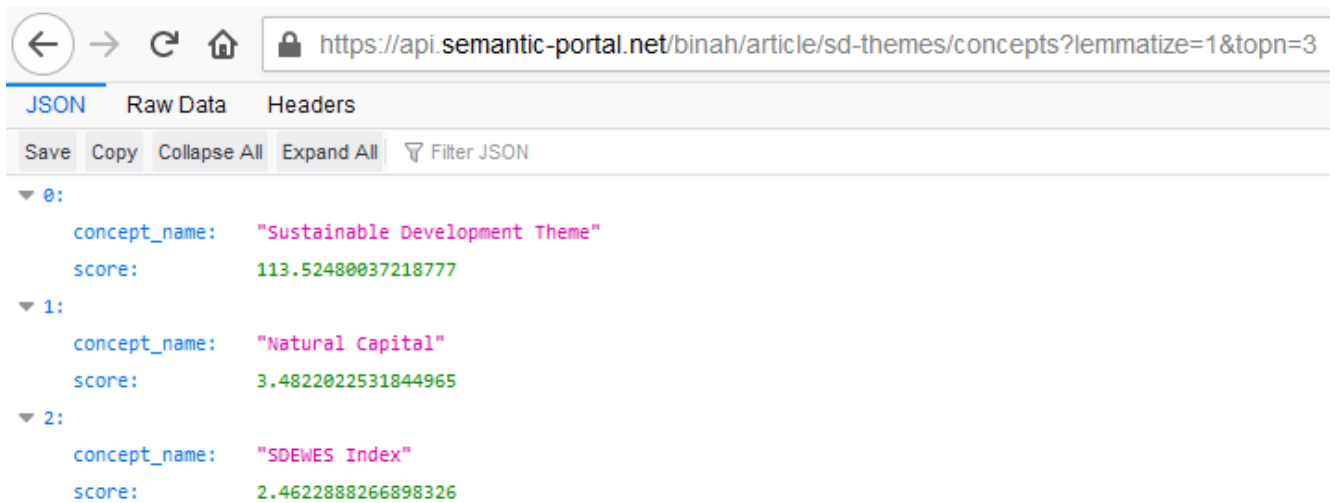 https://api.semantic-portal.net/binah/article/sd-themes/concepts?lemmatize=1&topn=3
JSON Raw Data Headers
Save Copy Collapse All Expand All Filter JSON
0:
concept_name: "Sustainable Development Theme"
score: 113.52480037218777
1:
concept_name: "Natural Capital"
score: 3.4822022531844965
2:
concept_name: "SDEWES Index"
score: 2.4622888266898326